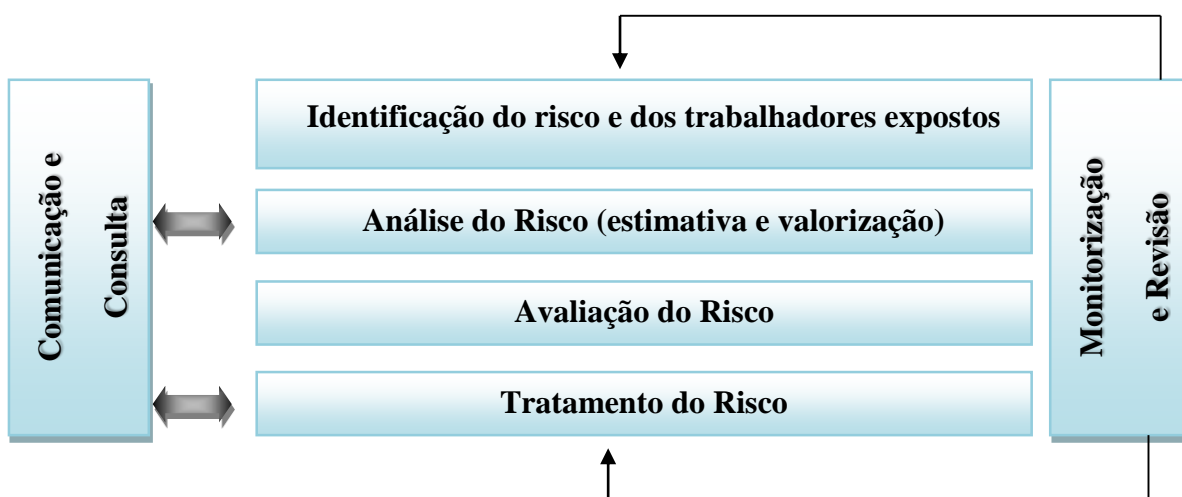 Comunicação e
Consulta
Identificação do risco e dos trabalhadores expostos
Análise do Risco (estimativa e valorização)
Avaliação do Risco
Tratamento do Risco
Monitorização
e Revisão